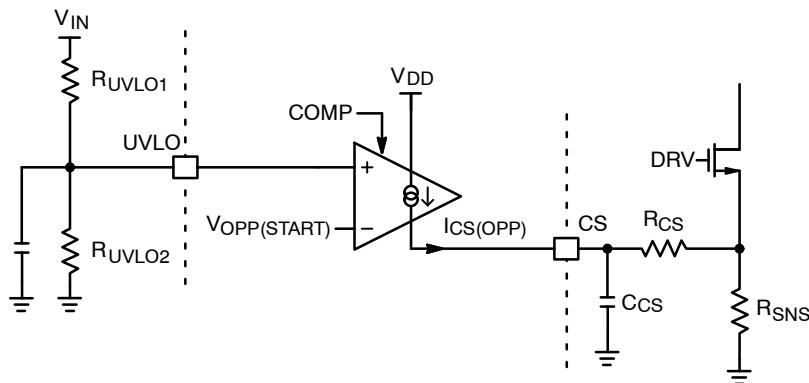 VIN
RUVLO1
UVLO
RUVLO2
COMP
VDD
+
VOPP(START)
−
ICS(OPP)
CS
RCS
CCS
DRV
RSNS